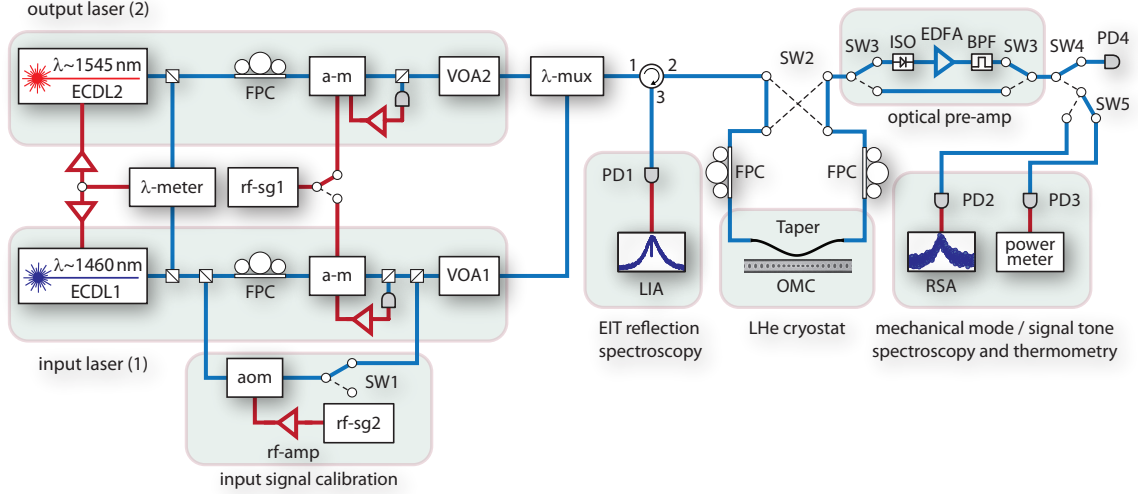 output laser (2)
λ~1545 nm
ECDL2
FPC
a-m
VOA2
λ-mux
1
2
3
SW2
SW3
ISO
EDFA
BPF
SW3
SW4
PD4
optical pre-amp
SW5
λ-meter
rf-sg1
PD1
FPC
FPC
PD2
PD3
λ~1460 nm
ECDL1
FPC
a-m
VOA1
LIA
Taper
OMC
RSA
power
meter
input laser (1)
EIT reflection
spectroscopy
LHe cryostat
mechanical mode / signal tone
spectroscopy and thermometry
aom
SW1
rf-sg2
rf-amp
input signal calibration